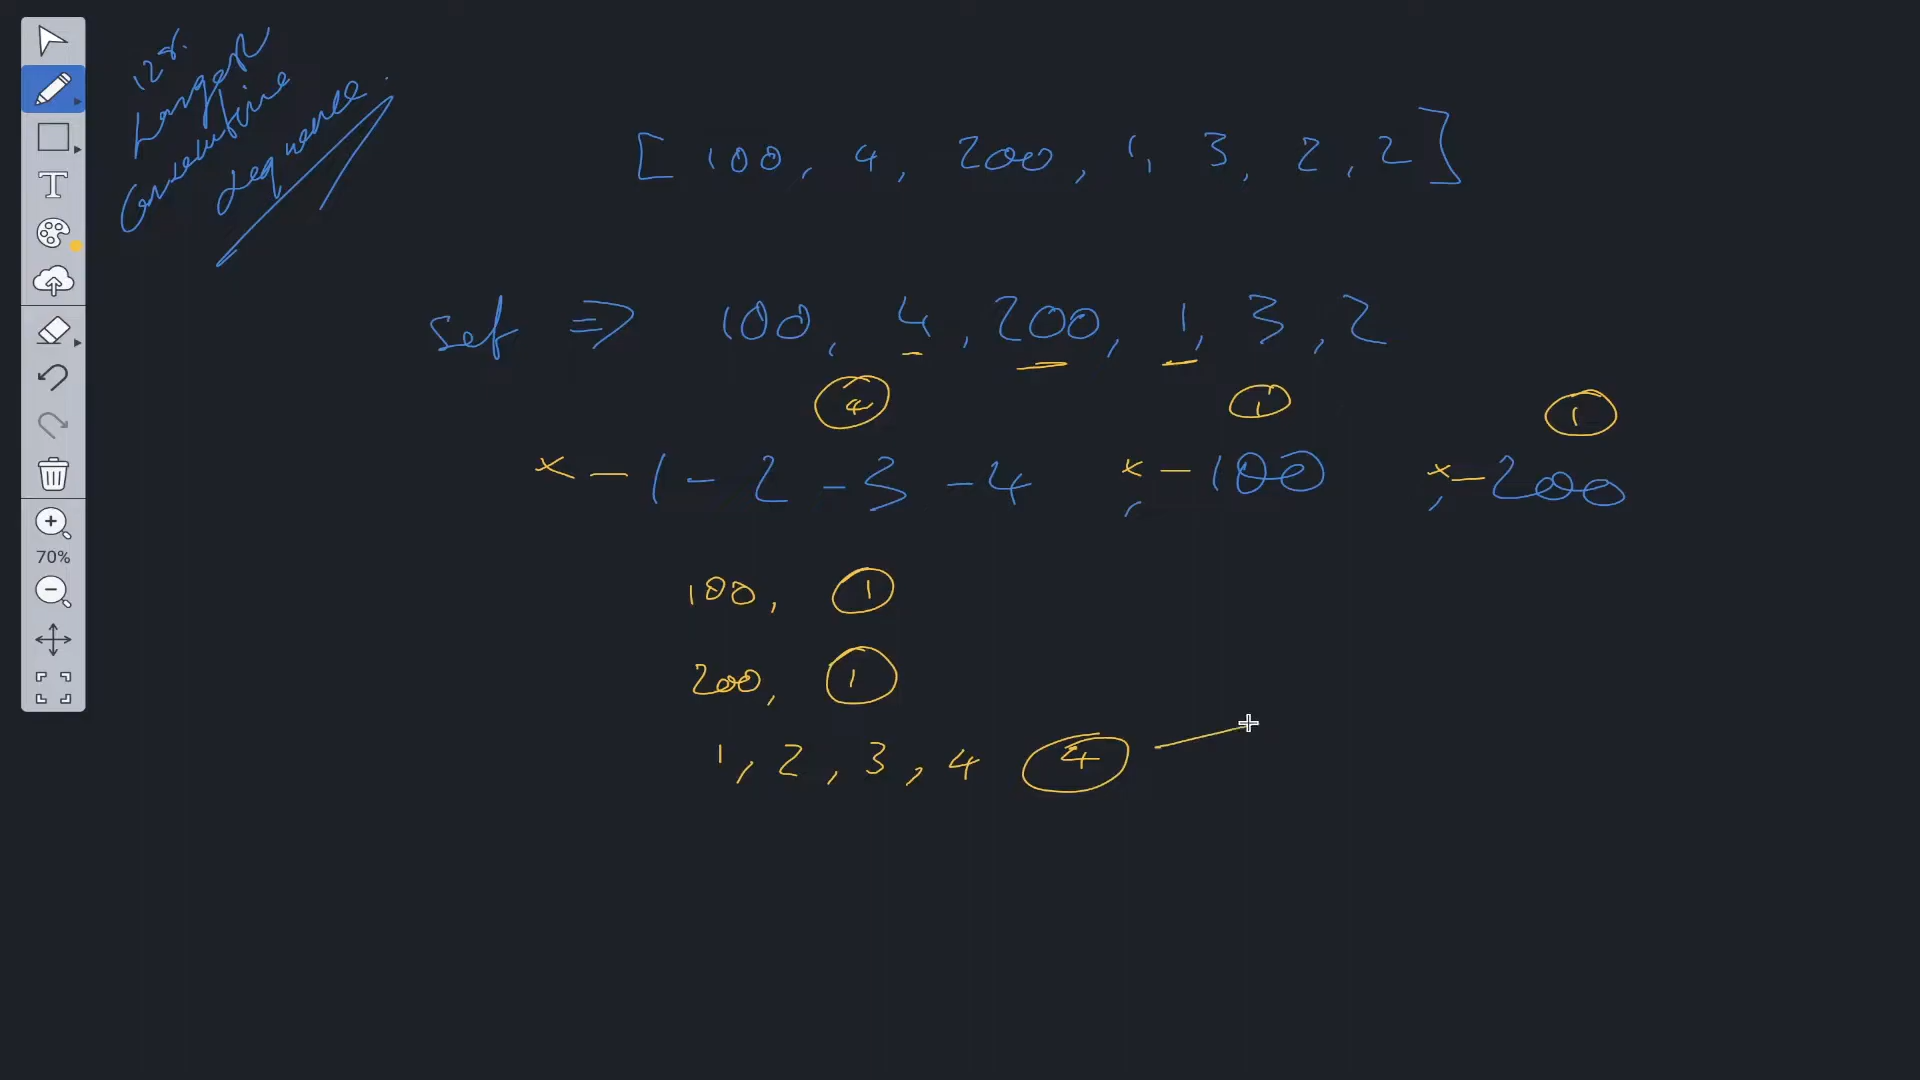 128.
Longest
Consecutive
Sequence
[ 100, 4, 200, 1, 3, 2, 2 ]
set => 100, 4, 200, 1, 3, 2
4 1 1
x - 1 - 2 - 3 - 4 , x - 100 , x - 200
100, 1
200, 1
1, 2, 3, 4 4
T
70%